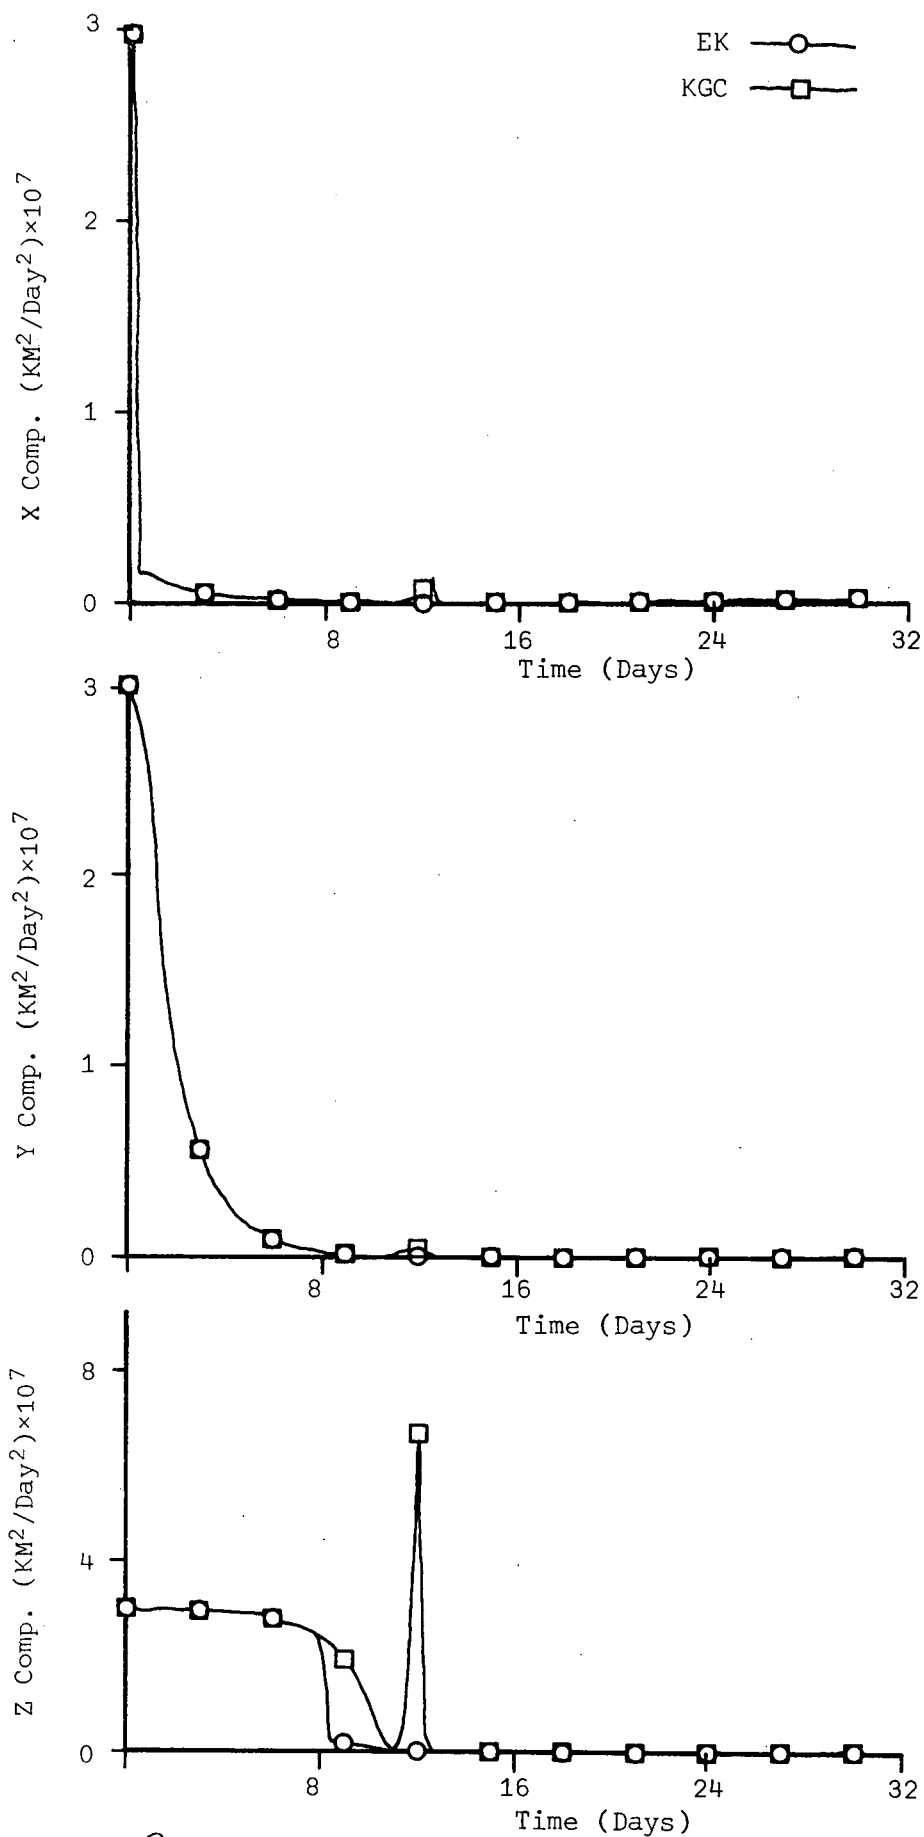 EK
KGC
X Comp. (KM²/Day²)×10⁷
3
2
1
0
8 16 24 32
Time (Days)
Y Comp. (KM²/Day²)×10⁷
3
2
1
0
8 16 24 32
Time (Days)
Z Comp. (KM²/Day²)×10⁷
8
4
0
8 16 24 32
Time (Days)